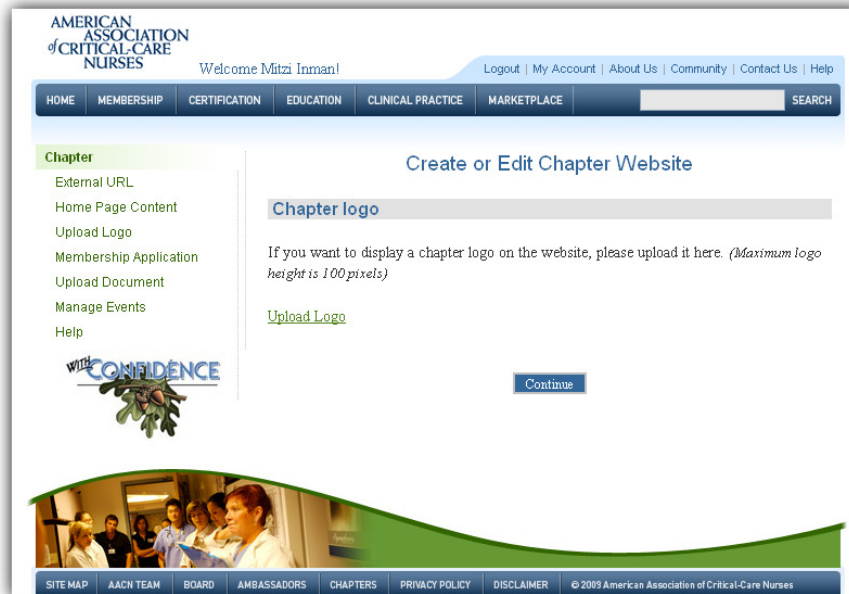 AMERICAN
ASSOCIATION
of CRITICAL-CARE
NURSES
Welcome Mitzi Inman!
Logout | My Account | About Us | Community | Contact Us | Help
HOME MEMBERSHIP CERTIFICATION EDUCATION CLINICAL PRACTICE MARKETPLACE SEARCH
Chapter
External URL
Home Page Content
Upload Logo
Membership Application
Upload Document
Manage Events
Help
WITH CONFIDENCE
Create or Edit Chapter Website
Chapter logo
If you want to display a chapter logo on the website, please upload it here. (Maximum logo
height is 100 pixels)
Upload Logo
Continue
SITE MAP AACN TEAM BOARD AMBASSADORS CHAPTERS PRIVACY POLICY DISCLAIMER © 2009 American Association of Critical-Care Nurses